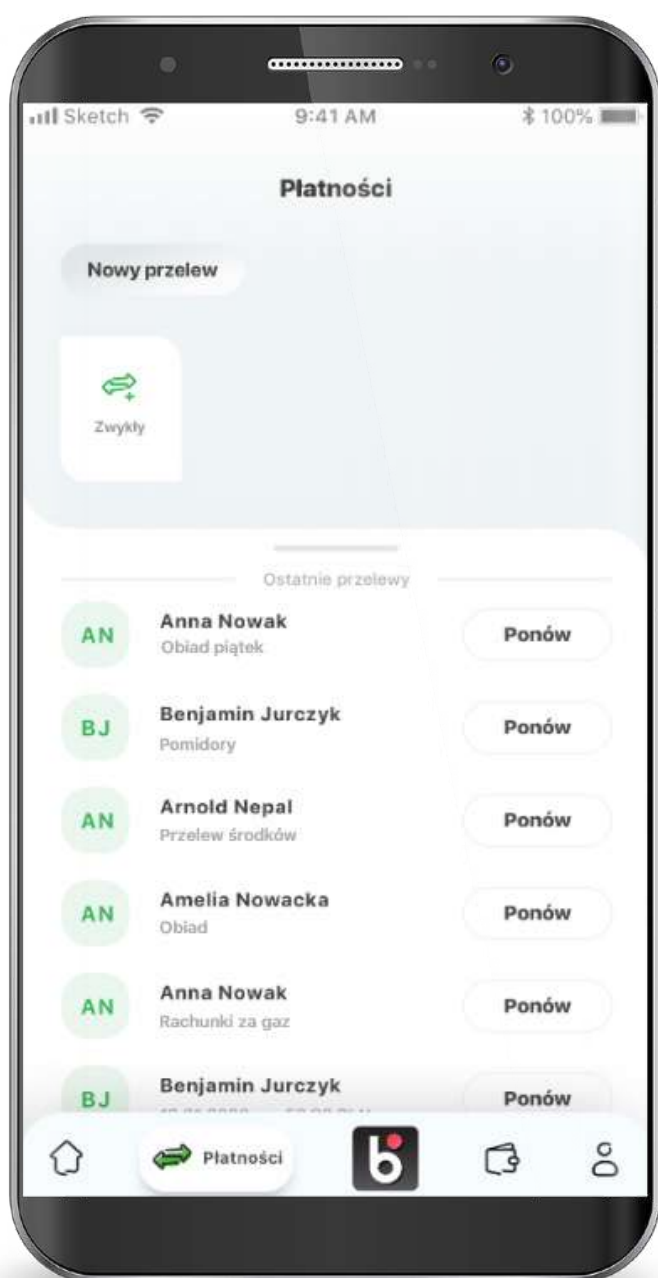 Sketch 9:41 AM 100%
Płatności
Nowy przelew
Zwykły
Ostatnie przelewy
AN Anna Nowak Ponów
Obiad piątek
BJ Benjamin Jurczyk Ponów
Pomidory
AN Arnold Nepal Ponów
Przelew środków
AN Amelia Nowacka Ponów
Obiad
AN Anna Nowak Ponów
Rachunki za gaz
BJ Benjamin Jurczyk Ponów
Płatności b